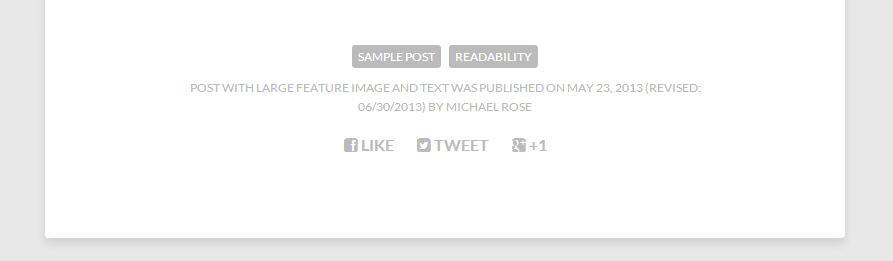 SAMPLE POST READABILITY
POST WITH LARGE FEATURE IMAGE AND TEXT WAS PUBLISHED ON MAY 23, 2013 (REVISED:
06/30/2013) BY MICHAEL ROSE
LIKE TWEET +1